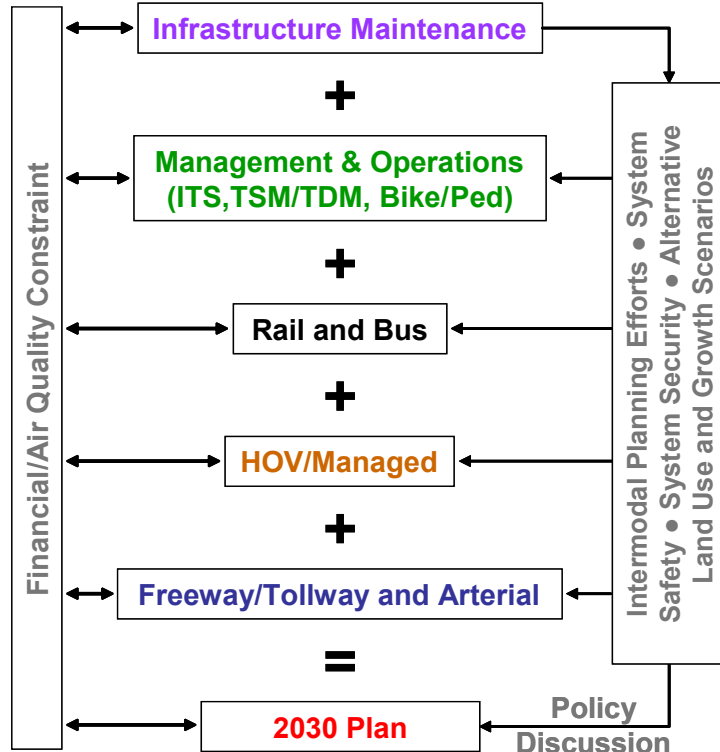 Financial/Air Quality Constraint
Infrastructure Maintenance
+
Management & Operations
(ITS,TSM/TDM, Bike/Ped)
+
Rail and Bus
+
HOV/Managed
+
Freeway/Tollway and Arterial
=
2030 Plan
Intermodal Planning Efforts ● System
Safety ● System Security ● Alternative
Land Use and Growth Scenarios
Policy
Discussion